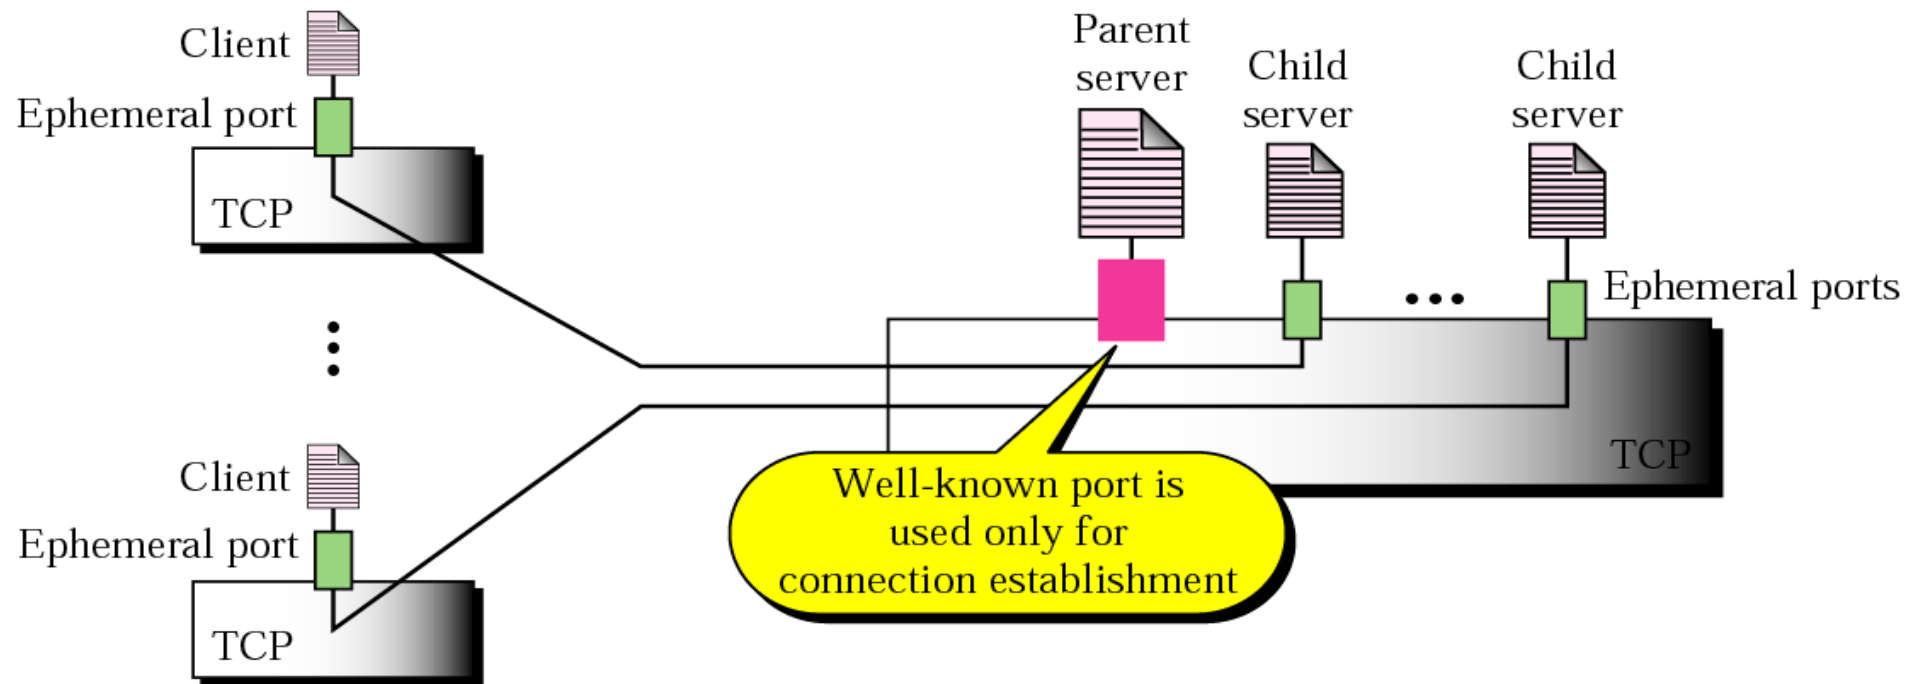 Client
Ephemeral port
TCP
Client
Ephemeral port
TCP
Parent
server
Child
server
Child
server
Ephemeral ports
TCP
Well-known port is
used only for
connection establishment